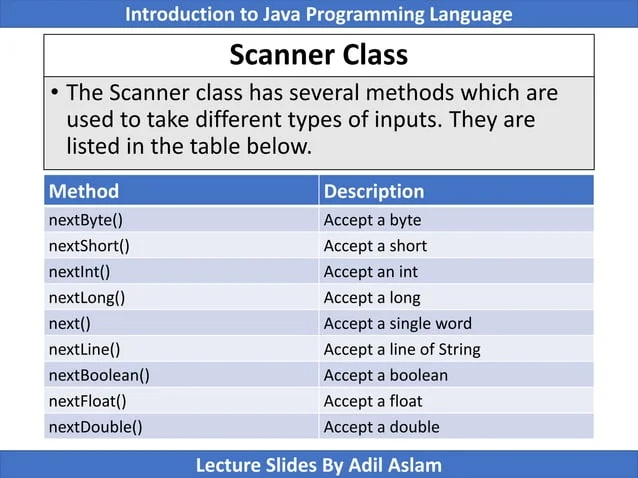 Introduction to Java Programming Language
Scanner Class
• The Scanner class has several methods which are
used to take different types of inputs. They are
listed in the table below.
Method Description
nextByte() Accept a byte
nextShort() Accept a short
nextInt() Accept an int
nextLong() Accept a long
next() Accept a single word
nextLine() Accept a line of String
nextBoolean() Accept a boolean
nextFloat() Accept a float
nextDouble() Accept a double
Lecture Slides By Adil Aslam